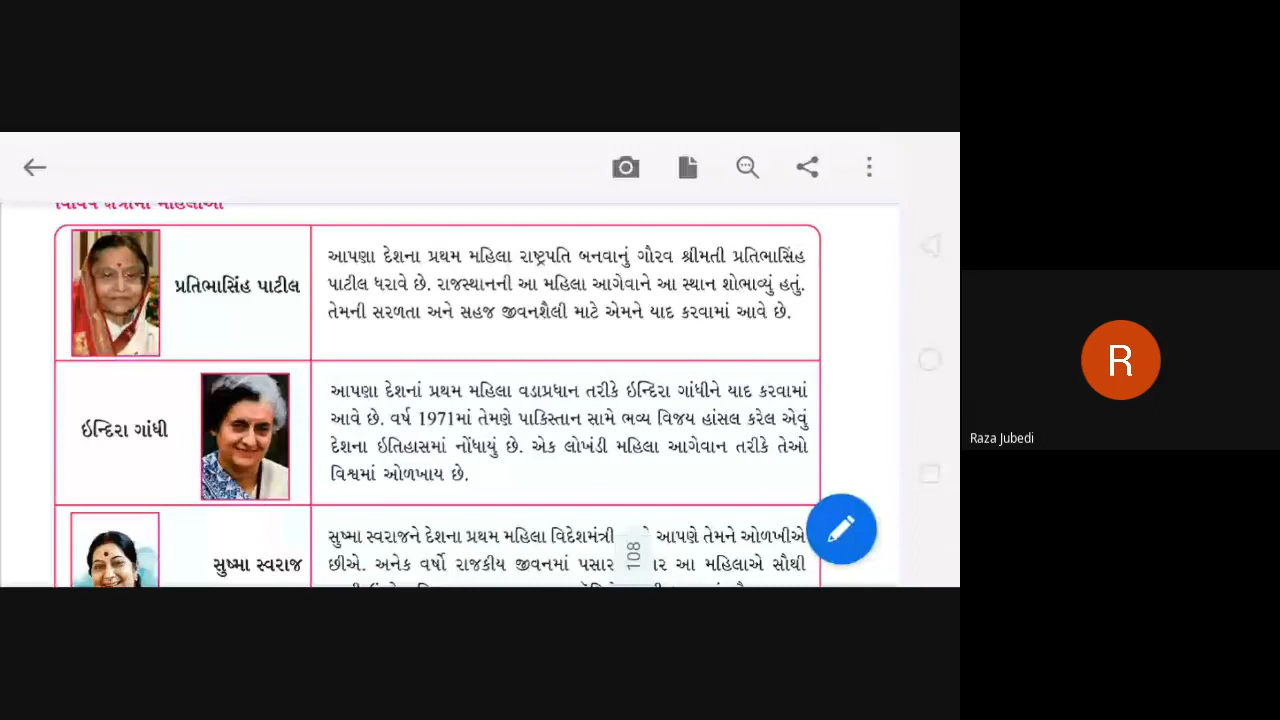 વિવિધ ક્ષેત્રોમાં મહિલાઓ
પ્રતિભાસિંહ પાટીલ
આપણા દેશના પ્રથમ મહિલા રાષ્ટ્રપતિ બનવાનું ગૌરવ શ્રીમતી પ્રતિભાસિંહ
પાટીલ ધરાવે છે. રાજસ્થાનની આ મહિલા આગેવાને આ સ્થાન શોભાવ્યું હતું.
તેમની સરળતા અને સહજ જીવનશૈલી માટે એમને યાદ કરવામાં આવે છે.
ઇન્દિરા ગાંધી
આપણા દેશનાં પ્રથમ મહિલા વડાપ્રધાન તરીકે ઇન્દિરા ગાંધીને યાદ કરવામાં
આવે છે. વર્ષ 1971માં તેમણે પાકિસ્તાન સામે ભવ્ય વિજય હાંસલ કરેલ એવું
દેશના ઇતિહાસમાં નોંધાયું છે. એક લોખંડી મહિલા આગેવાન તરીકે તેઓ
વિશ્વમાં ઓળખાય છે.
સુષ્મા સ્વરાજ
સુષ્મા સ્વરાજને દેશના પ્રથમ મહિલા વિદેશમંત્રી આપણે તેમને ઓળખીએ
છીએ. અનેક વર્ષો રાજકીય જીવનમાં પસાર આ મહિલાએ સૌથી
108
R
Raza Jubedi